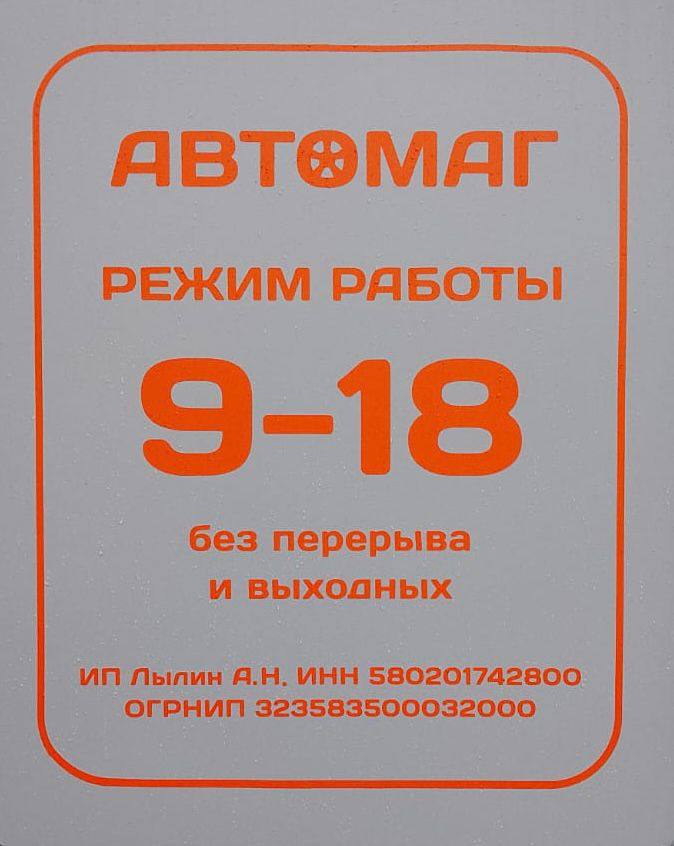 АВТОМАГ
РЕЖИМ РАБОТЫ
9-18
без перерыва
и выходных
ИП Лылин А.Н. ИНН 580201742800
ОГРНИП 323583500032000